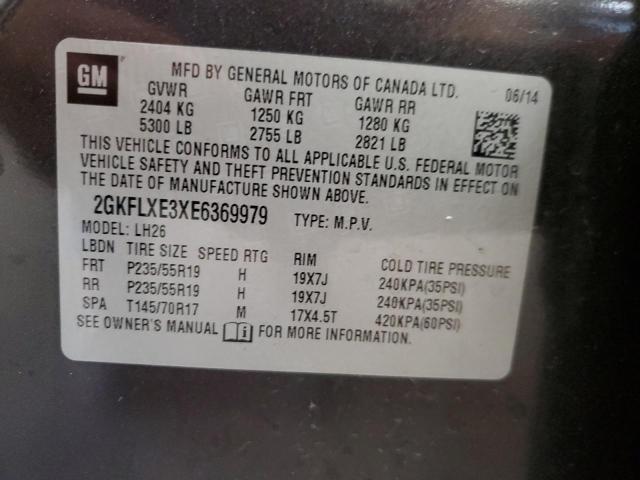 GM
MFD BY GENERAL MOTORS OF CANADA LTD. 06/14
GVWR GAWR FRT GAWR RR
2404 KG 1250 KG 1280 KG
5300 LB 2755 LB 2821 LB
THIS VEHICLE CONFORMS TO ALL APPLICABLE U.S. FEDERAL MOTOR
VEHICLE SAFETY AND THEFT PREVENTION STANDARDS IN EFFECT ON
THE DATE OF MANUFACTURE SHOWN ABOVE.
2GKFLXE3XE6369979 TYPE: M.P.V.
MODEL: LH26
LBDN TIRE SIZE SPEED RTG RIM COLD TIRE PRESSURE
FRT P235/55R19 H 19X7J 240KPA(35PSI)
RR P235/55R19 H 19X7J 240KPA(35PSI)
SPA T145/70R17 M 17X4.5T 420KPA(60PSI)
SEE OWNER'S MANUAL FOR MORE INFORMATION.